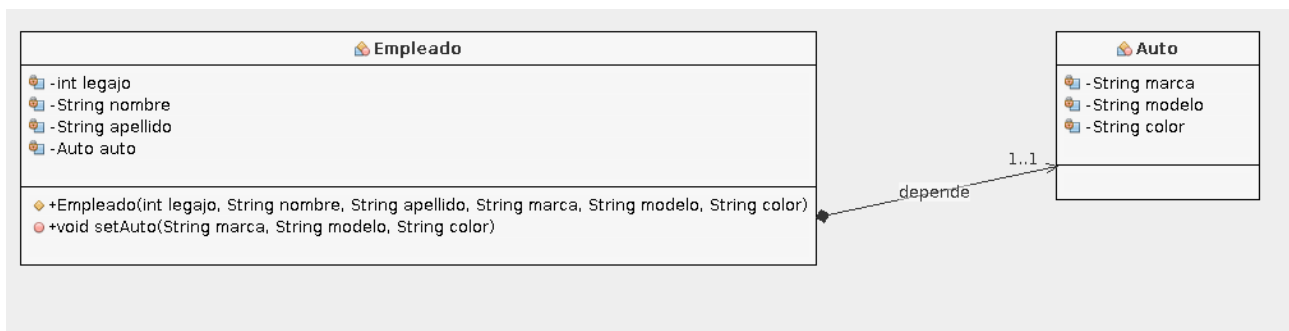 Empleado
-int legajo
-String nombre
-String apellido
-Auto auto
+Empleado(int legajo, String nombre, String apellido, String marca, String modelo, String color)
+void setAuto(String marca, String modelo, String color)
depende
1..1
Auto
-String marca
-String modelo
-String color